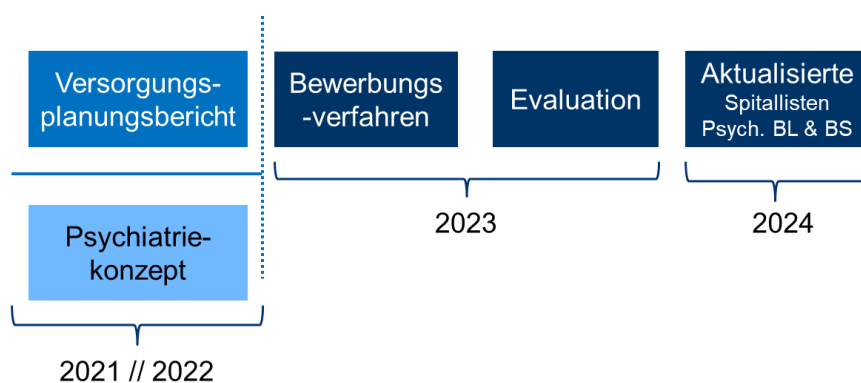 Versorgungs-
planungsbericht
Bewerbungs
-verfahren
Evaluation
Aktualisierte
Spitallisten
Psych. BL & BS
Psychiatrie-
konzept
2023
2024
2021 // 2022